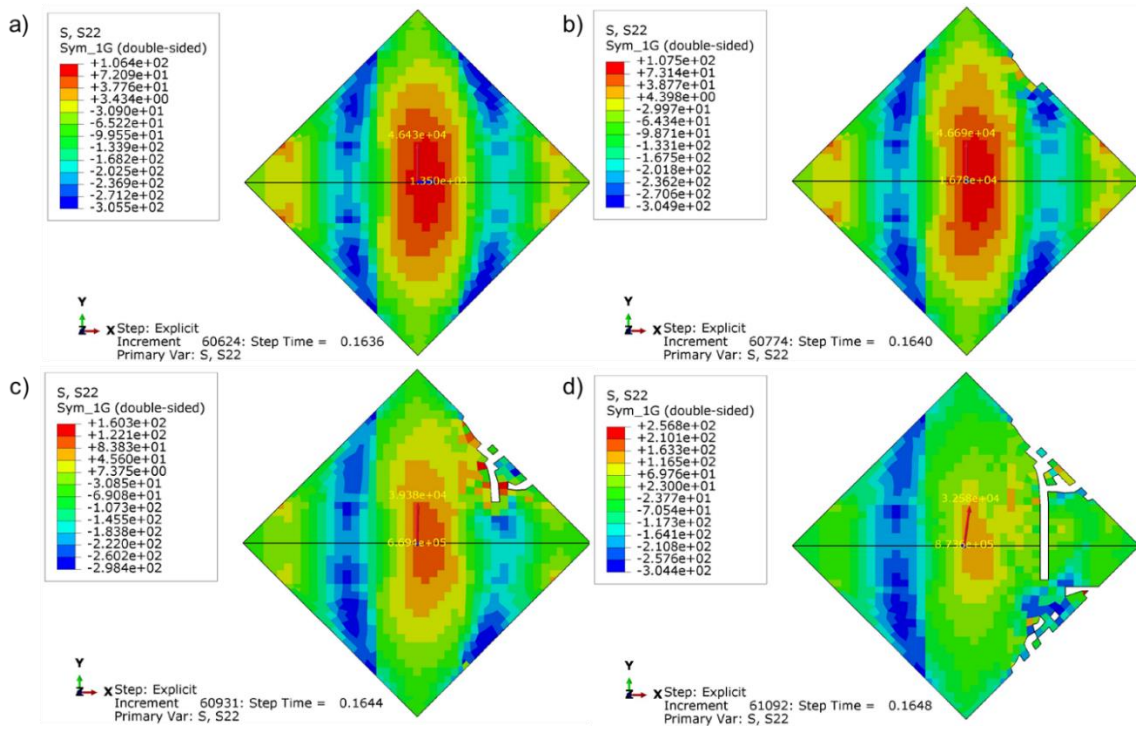 a)
S, S22
Sym_1G (double-sided)
+1.064e+02
+7.209e+01
+3.776e+01
+3.434e+00
-3.090e+01
-6.522e+01
-9.955e+01
-1.339e+02
-1.682e+02
-2.025e+02
-2.369e+02
-2.712e+02
-3.055e+02
4.643e+04
1.350e+03
Y
Z X
Step: Explicit
Increment 60624: Step Time = 0.1636
Primary Var: S, S22
b)
S, S22
Sym_1G (double-sided)
+1.075e+02
+7.314e+01
+3.877e+01
+4.398e+00
-2.997e+01
-6.434e+01
-9.871e+01
-1.331e+02
-1.675e+02
-2.018e+02
-2.362e+02
-2.706e+02
-3.049e+02
4.669e+04
1.678e+04
Y
Z X
Step: Explicit
Increment 60774: Step Time = 0.1640
Primary Var: S, S22
c)
S, S22
Sym_1G (double-sided)
+1.603e+02
+1.221e+02
+8.383e+01
+4.560e+01
+7.375e+00
-3.085e+01
-6.908e+01
-1.073e+02
-1.455e+02
-1.838e+02
-2.220e+02
-2.602e+02
-2.984e+02
3.938e+04
6.694e+05
Y
Z X
Step: Explicit
Increment 60931: Step Time = 0.1644
Primary Var: S, S22
d)
S, S22
Sym_1G (double-sided)
+2.568e+02
+2.101e+02
+1.633e+02
+1.165e+02
+6.976e+01
+2.300e+01
-2.377e+01
-7.054e+01
-1.173e+02
-1.641e+02
-2.108e+02
-2.576e+02
-3.044e+02
Y
Z X
Step: Explicit
Increment 61092: Step Time = 0.1648
Primary Var: S, S22